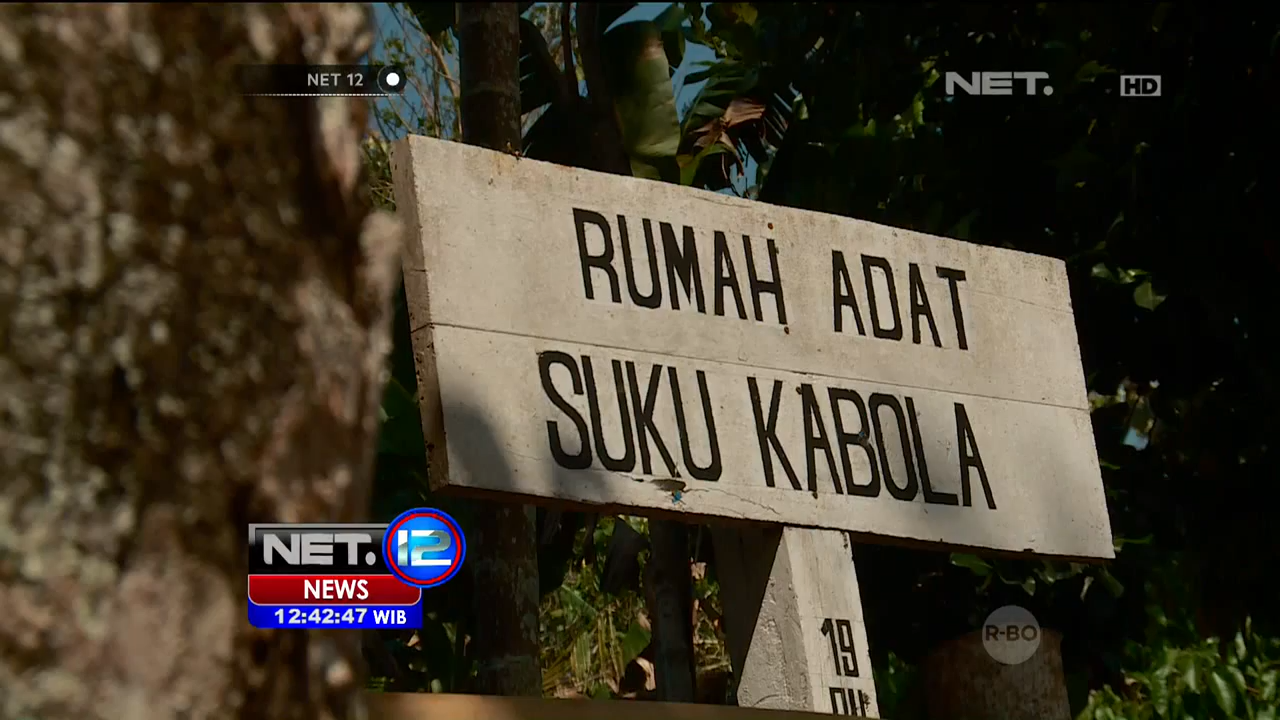 NET 12
NET.
HD
RUMAH ADAT
SUKU KABOLA
NET. 12
NEWS
12:42:47 WIB
R-BO
19